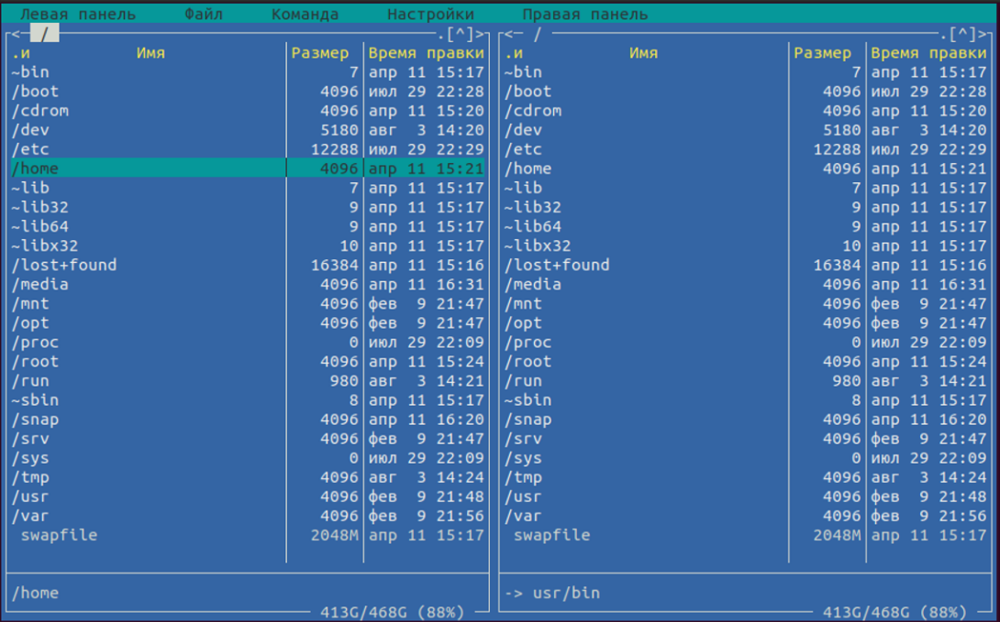 Левая панель Файл Команда Настройки Правая панель
<─ / .[^]> <─ / .[^]>
.и Имя Размер Время правки .и Имя Размер Время правки
~bin 7 апр 11 15:17 ~bin 7 апр 11 15:17
/boot 4096 июл 29 22:28 /boot 4096 июл 29 22:28
/cdrom 4096 апр 11 15:20 /cdrom 4096 апр 11 15:20
/dev 5180 авг 3 14:20 /dev 5180 авг 3 14:20
/etc 12288 июл 29 22:29 /etc 12288 июл 29 22:29
/home 4096 апр 11 15:21 /home 4096 апр 11 15:21
~lib 7 апр 11 15:17 ~lib 7 апр 11 15:17
~lib32 9 апр 11 15:17 ~lib32 9 апр 11 15:17
~lib64 9 апр 11 15:17 ~lib64 9 апр 11 15:17
~libx32 10 апр 11 15:17 ~libx32 10 апр 11 15:17
/lost+found 16384 апр 11 15:16 /lost+found 16384 апр 11 15:16
/media 4096 апр 11 16:31 /media 4096 апр 11 16:31
/mnt 4096 фев 9 21:47 /mnt 4096 фев 9 21:47
/opt 4096 фев 9 21:47 /opt 4096 фев 9 21:47
/proc 0 июл 29 22:09 /proc 0 июл 29 22:09
/root 4096 апр 11 15:24 /root 4096 апр 11 15:24
/run 980 авг 3 14:21 /run 980 авг 3 14:21
~sbin 8 апр 11 15:17 ~sbin 8 апр 11 15:17
/snap 4096 апр 11 16:20 /snap 4096 апр 11 16:20
/srv 4096 фев 9 21:47 /srv 4096 фев 9 21:47
/sys 0 июл 29 22:09 /sys 0 июл 29 22:09
/tmp 4096 авг 3 14:24 /tmp 4096 авг 3 14:24
/usr 4096 фев 9 21:48 /usr 4096 фев 9 21:48
/var 4096 фев 9 21:56 /var 4096 фев 9 21:56
swapfile 2048M апр 11 15:17 swapfile 2048M апр 11 15:17
/home -> usr/bin
413G/468G (88%) 413G/468G (88%)